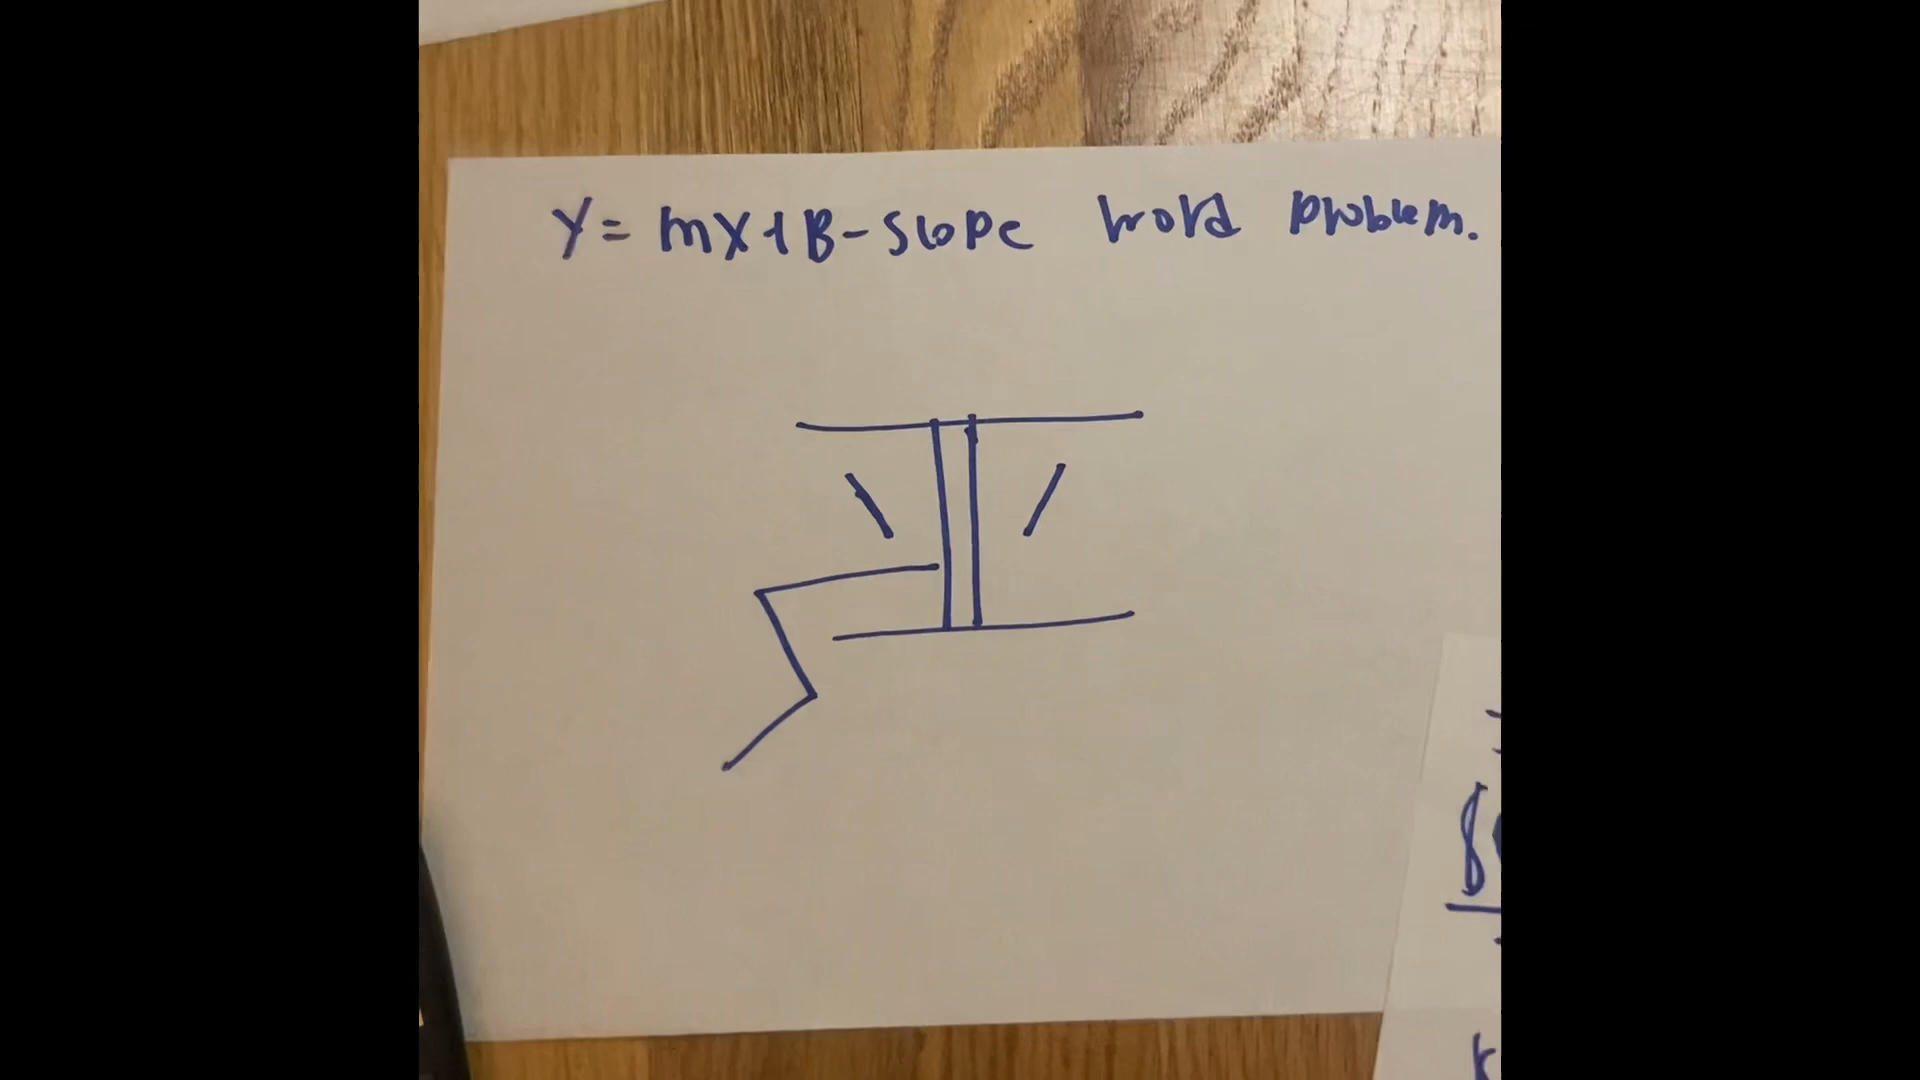 Y = mx + B - slope word problem.